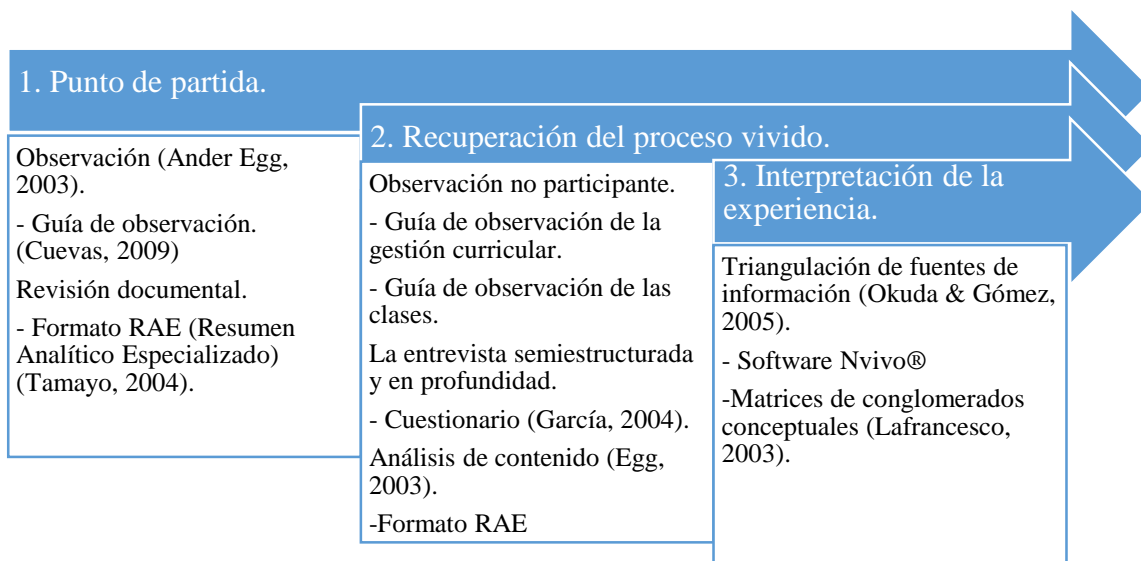 1. Punto de partida.
Observación (Ander Egg,
2003).
- Guía de observación.
(Cuevas, 2009)
Revisión documental.
- Formato RAE (Resumen
Analítico Especializado)
(Tamayo, 2004).
2. Recuperación del proceso vivido.
Observación no participante.
- Guía de observación de la
gestión curricular.
- Guía de observación de las
clases.
La entrevista semiestructurada
y en profundidad.
- Cuestionario (García, 2004).
Análisis de contenido (Egg,
2003).
-Formato RAE
3. Interpretación de la
experiencia.
Triangulación de fuentes de
información (Okuda & Gómez,
2005).
- Software Nvivo®
-Matrices de conglomerados
conceptuales (Lafrancesco,
2003).